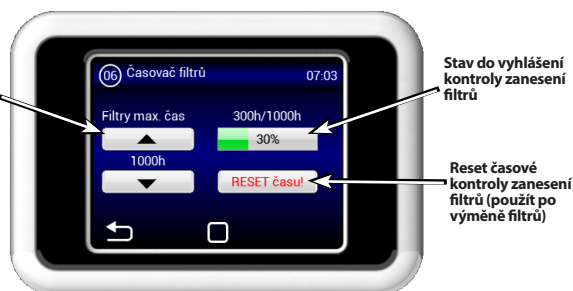 06 Časovač filtrů 07:03
Filtry max. čas 300h/1000h
30%
1000h
RESET času!
Stav do vyhlášení
kontroly zanesení
filtrů
Reset časové
kontroly zanesení
filtrů (použít po
výměně filtrů)